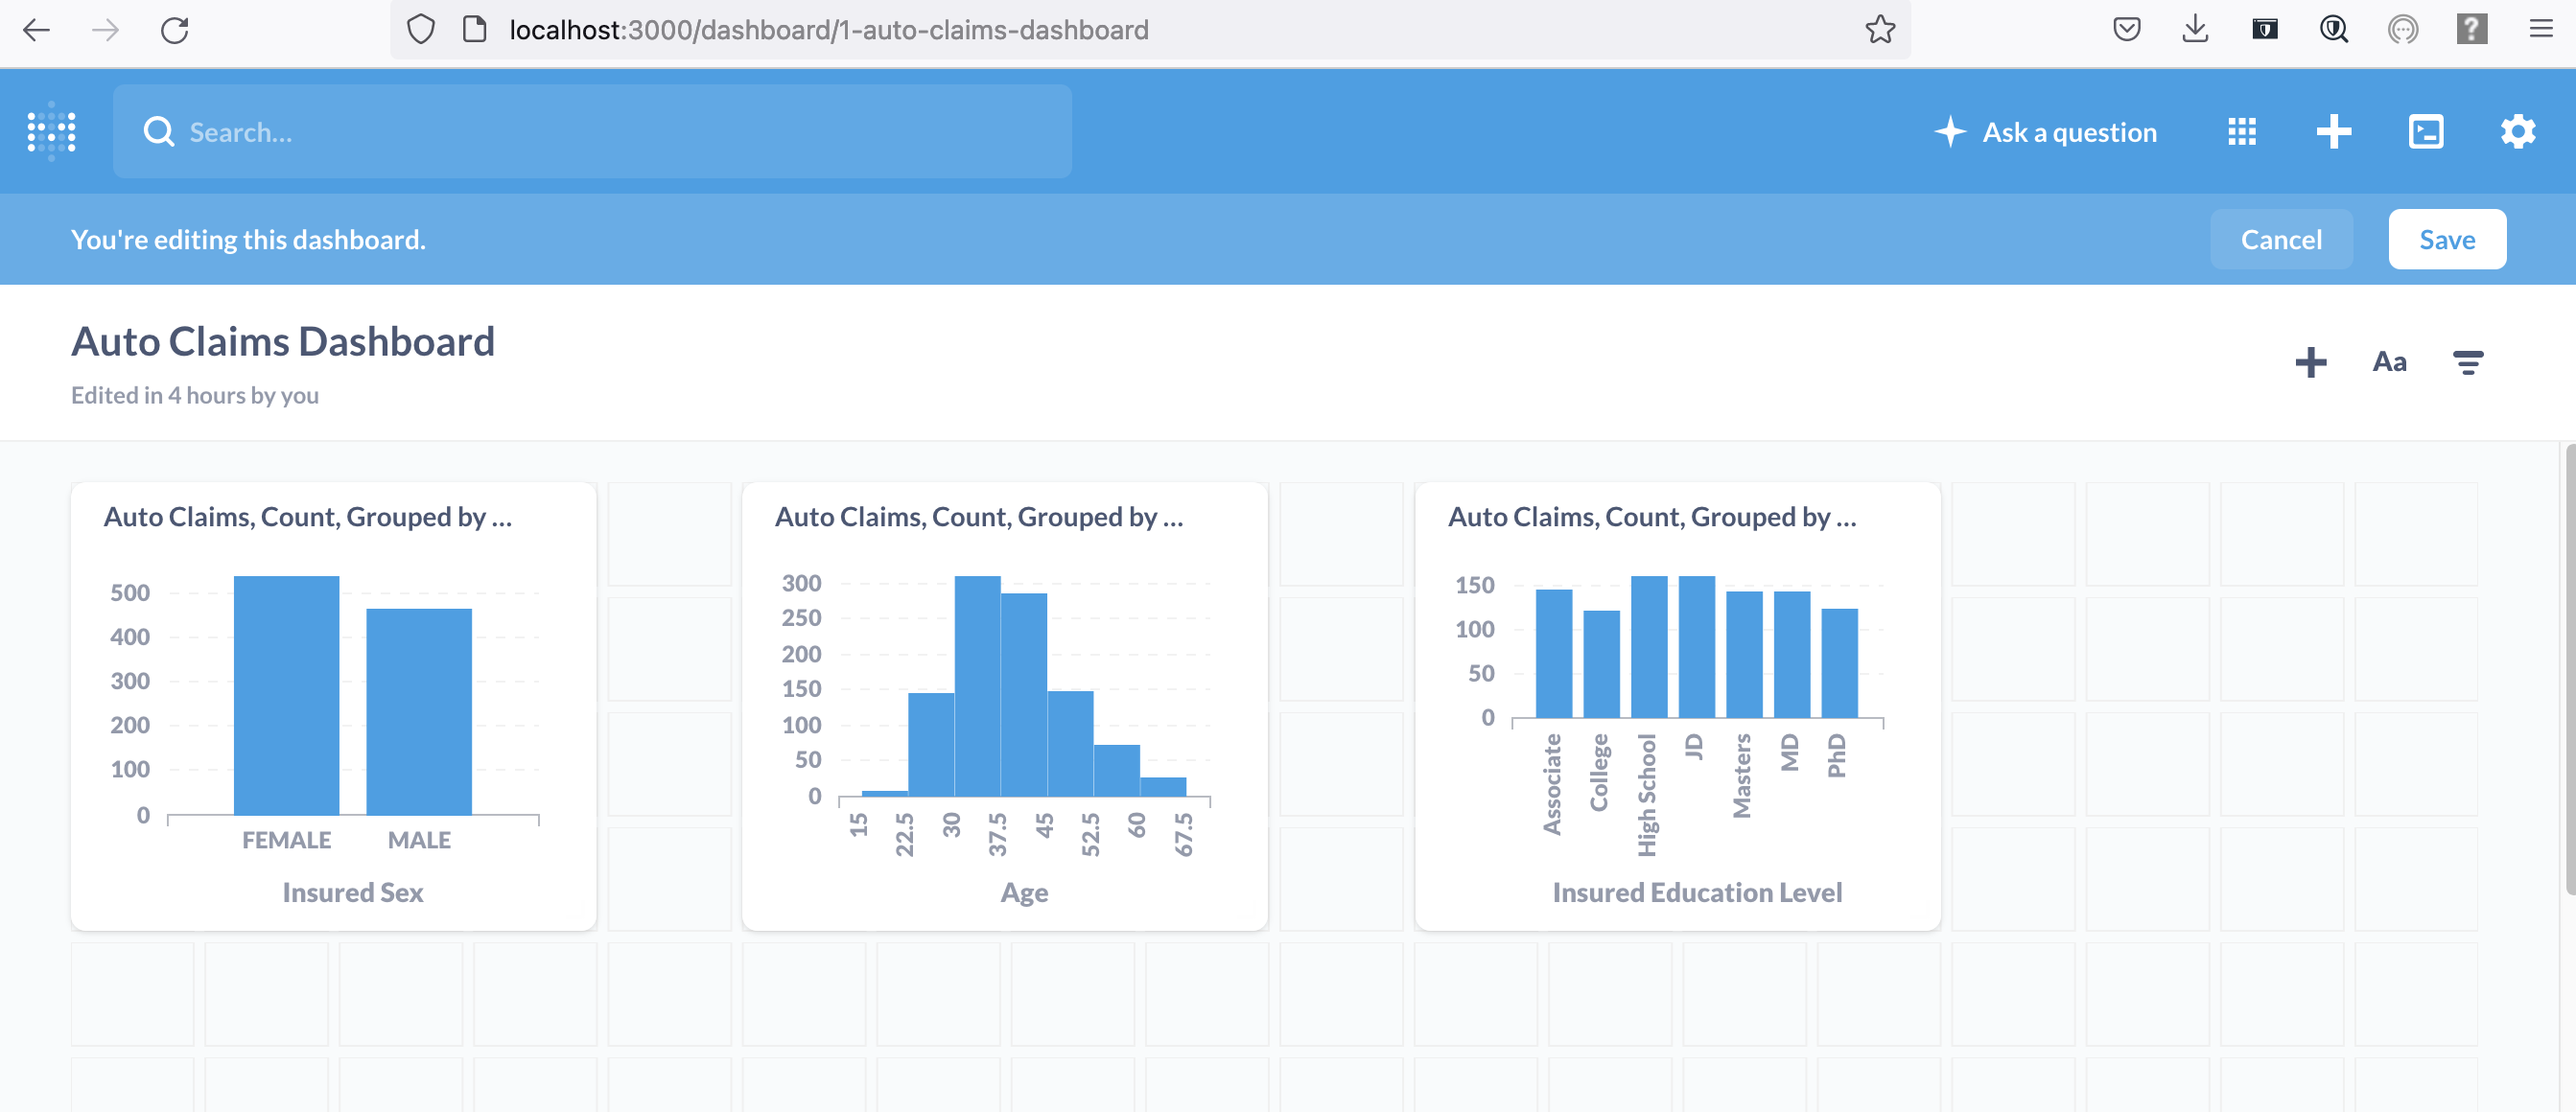 localhost:3000/dashboard/1-auto-claims-dashboard
Search...
Ask a question
You're editing this dashboard.
Cancel
Save
Auto Claims Dashboard
Edited in 4 hours by you
Aa
Auto Claims, Count, Grouped by ...
500
400
300
200
100
0
FEMALE MALE
Insured Sex
Auto Claims, Count, Grouped by ...
300
250
200
150
100
50
0
15 22.5 30 37.5 45 52.5 60 67.5
Age
Auto Claims, Count, Grouped by ...
150
100
50
0
Associate College High School JD Masters MD PhD
Insured Education Level